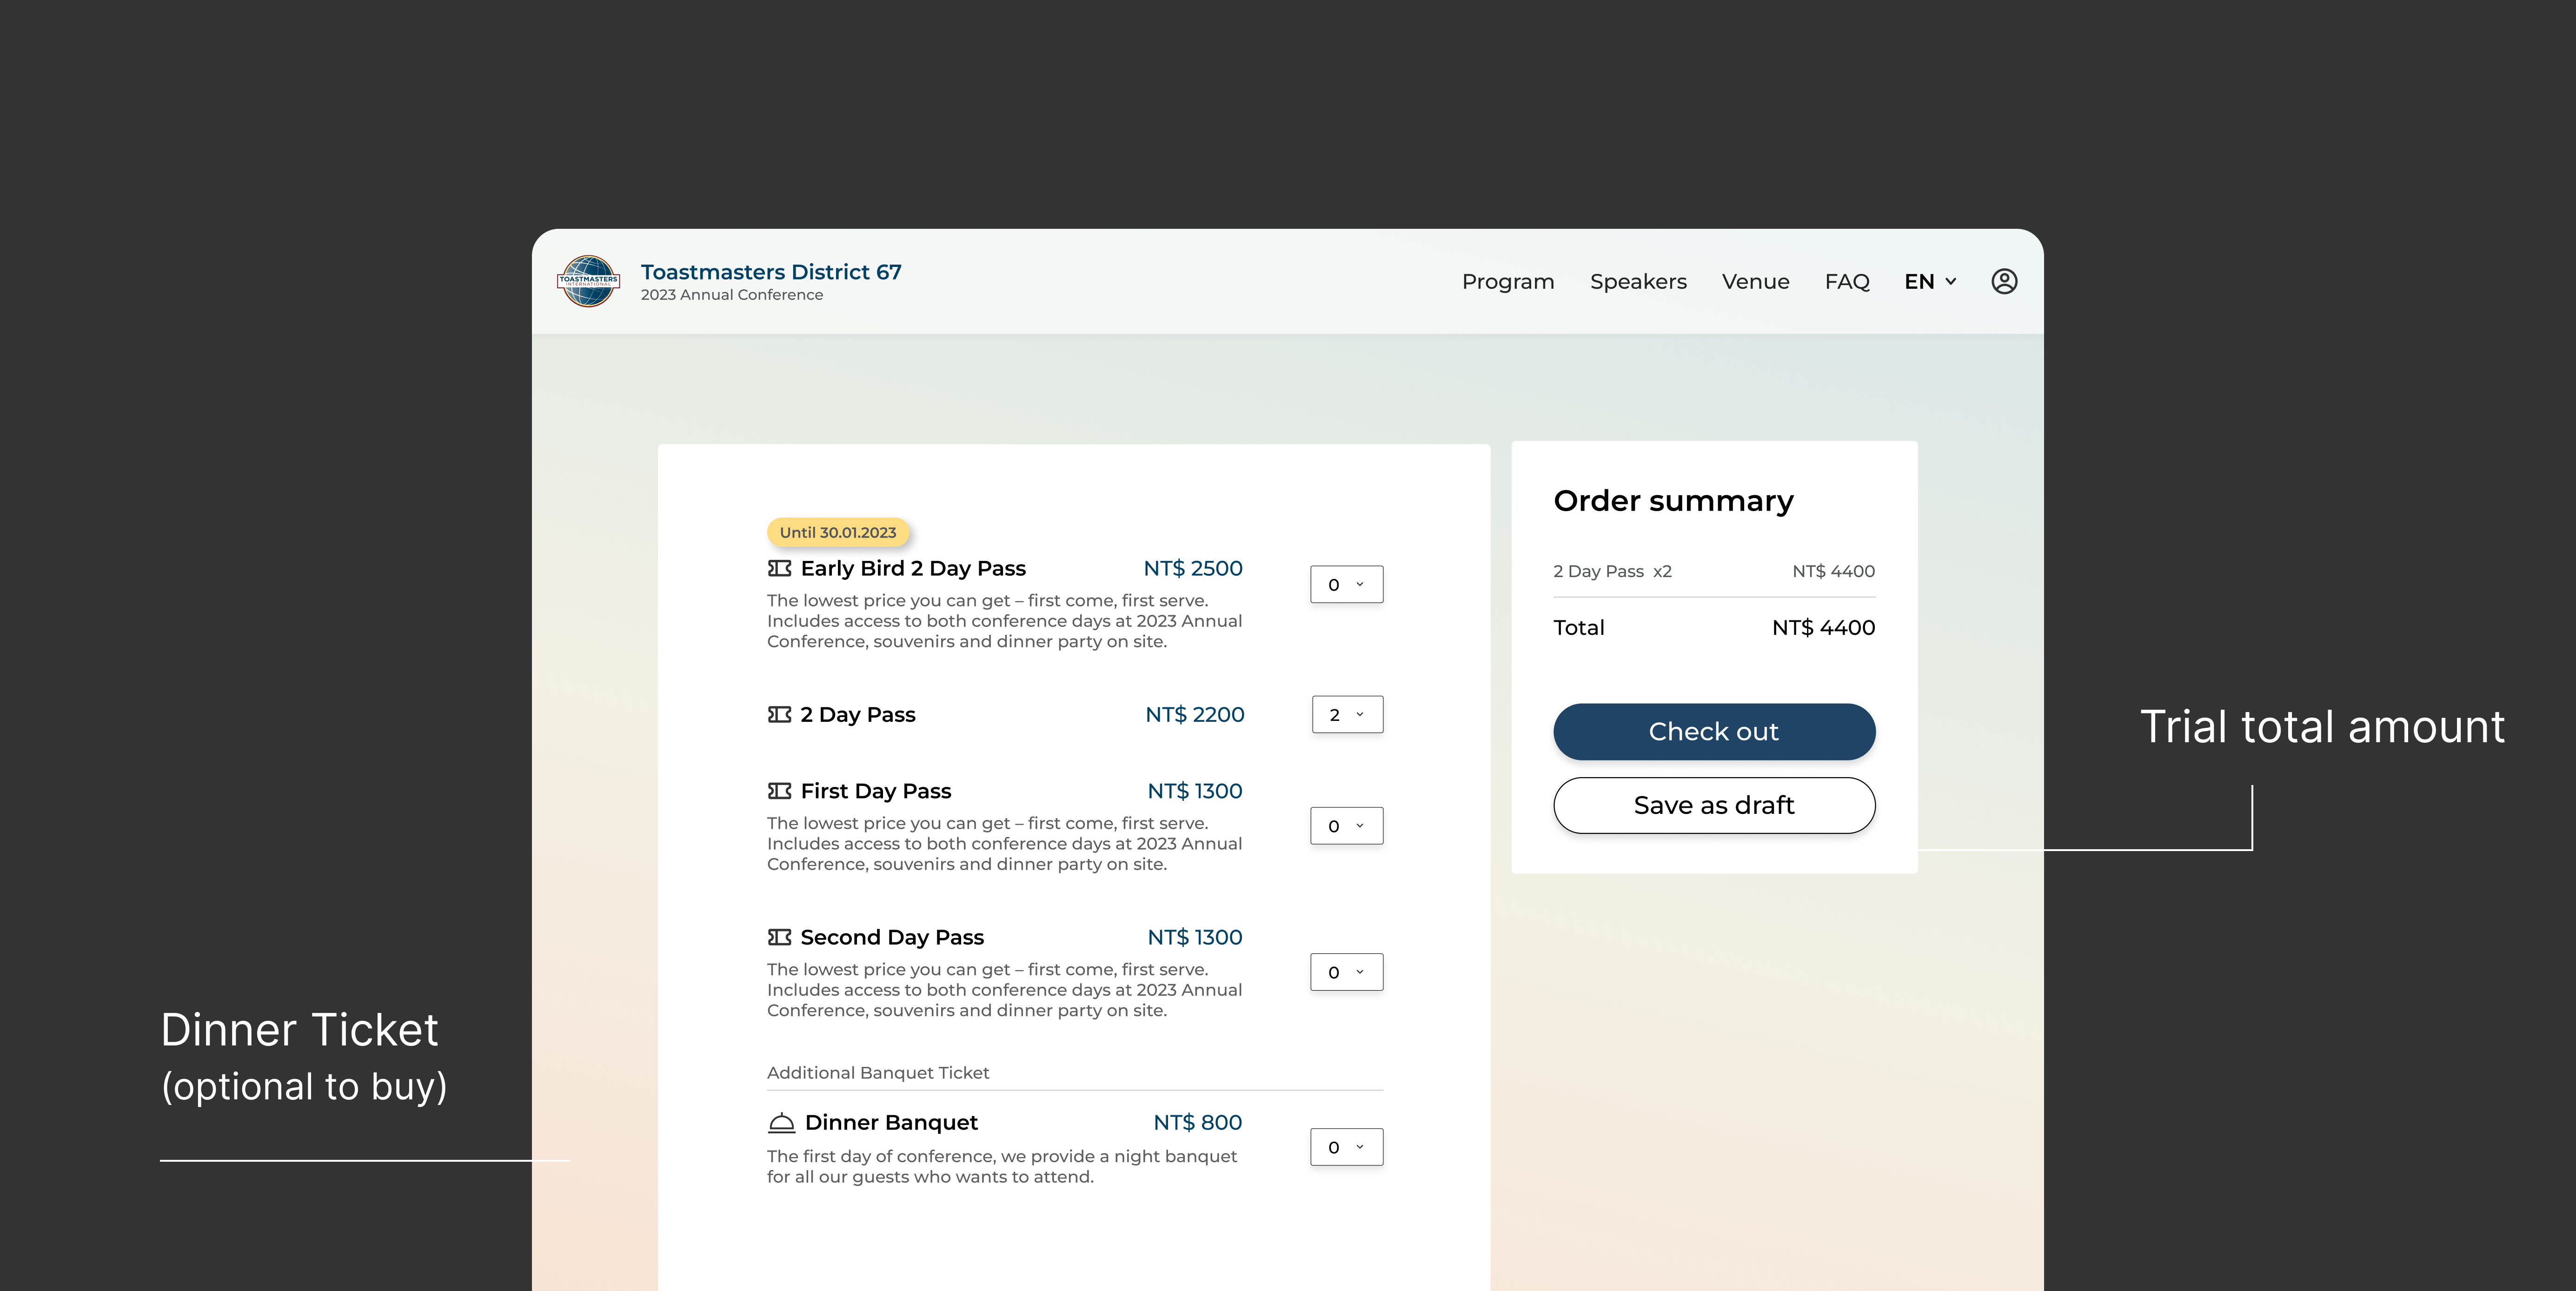 TOASTMASTERS
INTERNATIONAL
Toastmasters District 67
2023 Annual Conference
Program Speakers Venue FAQ EN
Until 30.01.2023
Early Bird 2 Day Pass NT$ 2500 0
The lowest price you can get – first come, first serve.
Includes access to both conference days at 2023 Annual
Conference, souvenirs and dinner party on site.
2 Day Pass NT$ 2200 2
First Day Pass NT$ 1300 0
The lowest price you can get – first come, first serve.
Includes access to both conference days at 2023 Annual
Conference, souvenirs and dinner party on site.
Second Day Pass NT$ 1300 0
The lowest price you can get – first come, first serve.
Includes access to both conference days at 2023 Annual
Conference, souvenirs and dinner party on site.
Additional Banquet Ticket
Dinner Banquet NT$ 800 0
The first day of conference, we provide a night banquet
for all our guests who wants to attend.
Order summary
2 Day Pass x2 NT$ 4400
Total NT$ 4400
Check out
Save as draft
Trial total amount
Dinner Ticket
(optional to buy)